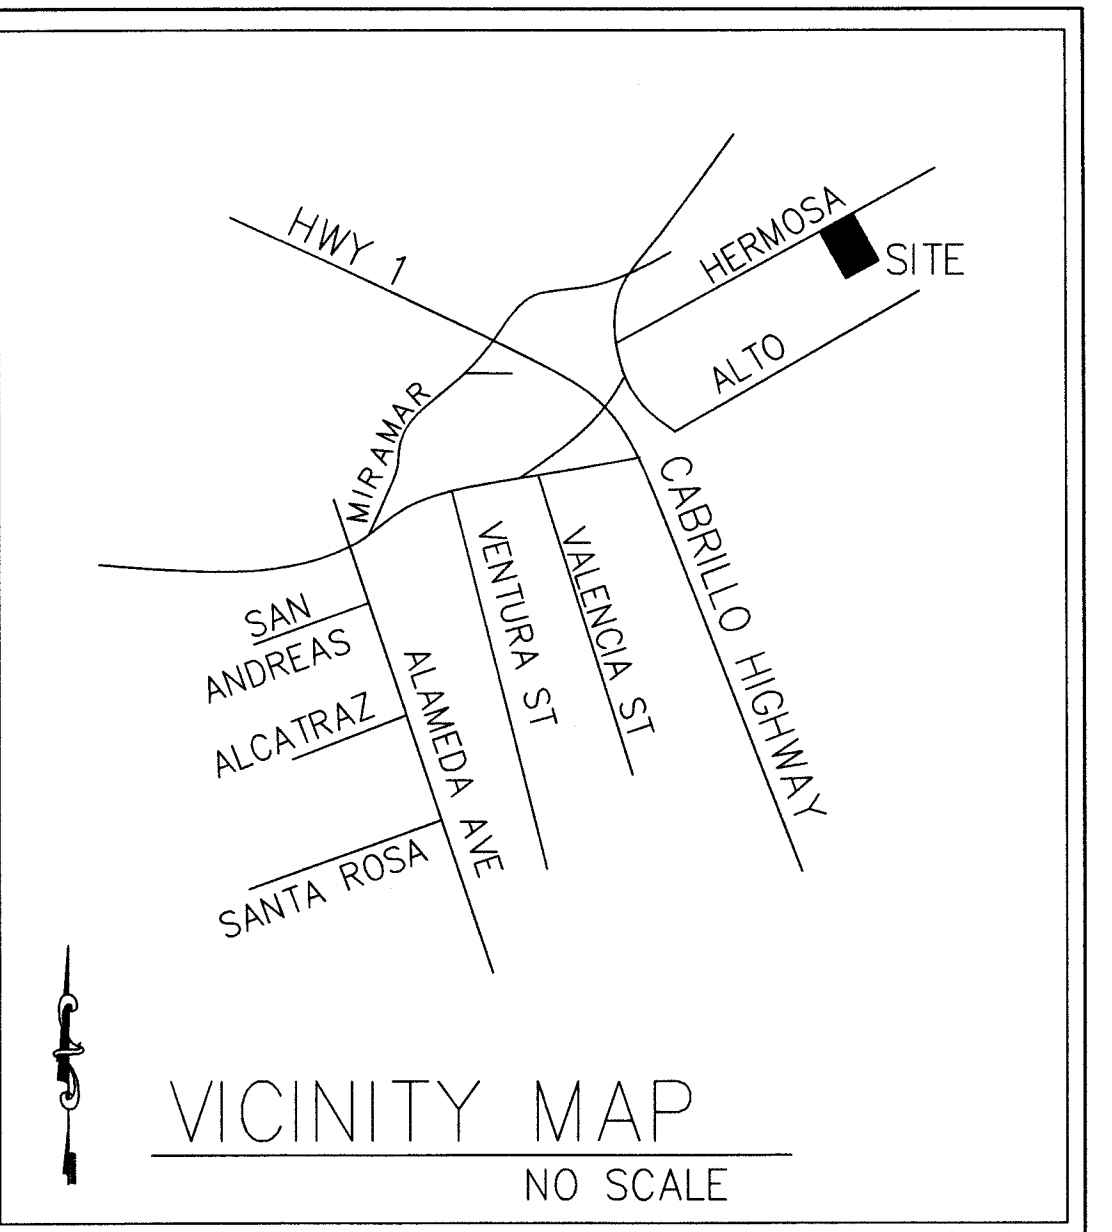 HWY 1
HERMOSA
SITE
ALTO
MIRAMAR
CABRILLO HIGHWAY
VENTURA ST
VALENCIA ST
SAN
ANDREAS
ALAMEDA AVE
ALCATRAZ
SANTA ROSA
VICINITY MAP
NO SCALE